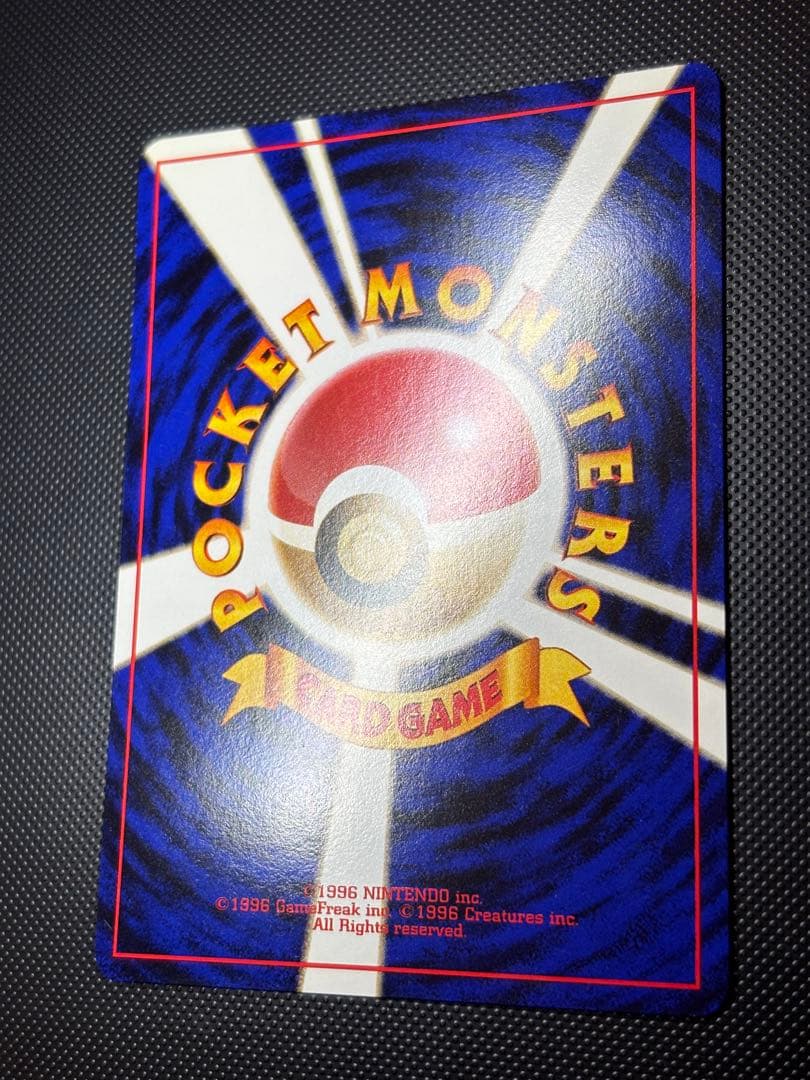 POCKET MONSTERS
CARD GAME
©1996 NINTENDO inc.
©1996 GameFreak inc. ©1996 Creatures inc.
All Rights reserved.